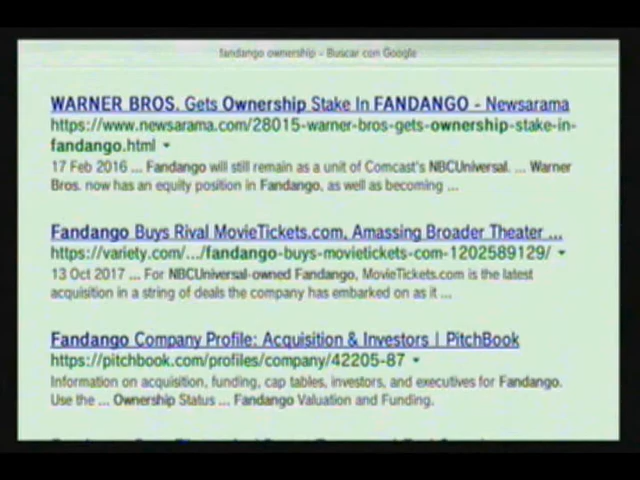 fandango ownership - Buscar con Google
WARNER BROS. Gets Ownership Stake In FANDANGO - Newsarama
https://www.newsarama.com/28015-warner-bros-gets-ownership-stake-in-
fandango.html
17 Feb 2016 ... Fandango will still remain as a unit of Comcast's NBCUniversal. ... Warner
Bros. now has an equity position in Fandango, as well as becoming ...
Fandango Buys Rival MovieTickets.com, Amassing Broader Theater ...
https://variety.com/.../fandango-buys-movietickets-com-1202589129/
13 Oct 2017 ... For NBCUniversal-owned Fandango, MovieTickets.com is the latest
acquisition in a string of deals the company has embarked on as it ...
Fandango Company Profile: Acquisition & Investors | PitchBook
https://pitchbook.com/profiles/company/42205-87
Information on acquisition, funding, cap tables, investors, and executives for Fandango.
Use the ... Ownership Status ... Fandango Valuation and Funding.